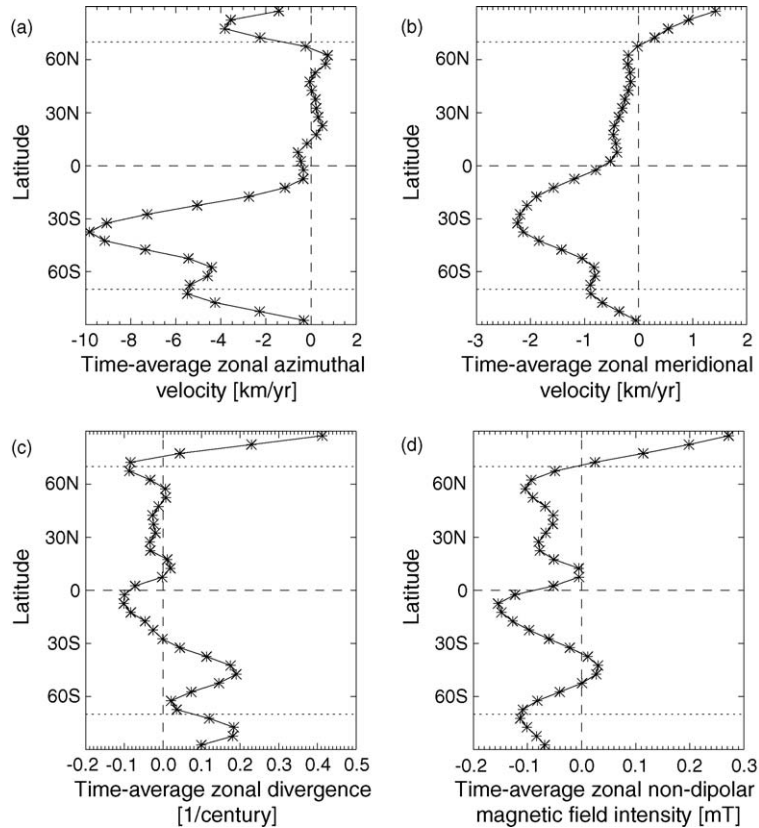 (a)
Latitude
60N
30N
0
30S
60S
-10 -8 -6 -4 -2 0 2
Time-average zonal azimuthal
velocity [km/yr]
(b)
Latitude
60N
30N
0
30S
60S
-3 -2 -1 0 1 2
Time-average zonal meridional
velocity [km/yr]
(c)
Latitude
60N
30N
0
30S
60S
-0.2 -0.1 0.0 0.1 0.2 0.3 0.4 0.5
Time-average zonal divergence
[1/century]
(d)
Latitude
60N
30N
0
30S
60S
-0.2 -0.1 0.0 0.1 0.2 0.3
Time-average zonal non-dipolar
magnetic field intensity [mT]